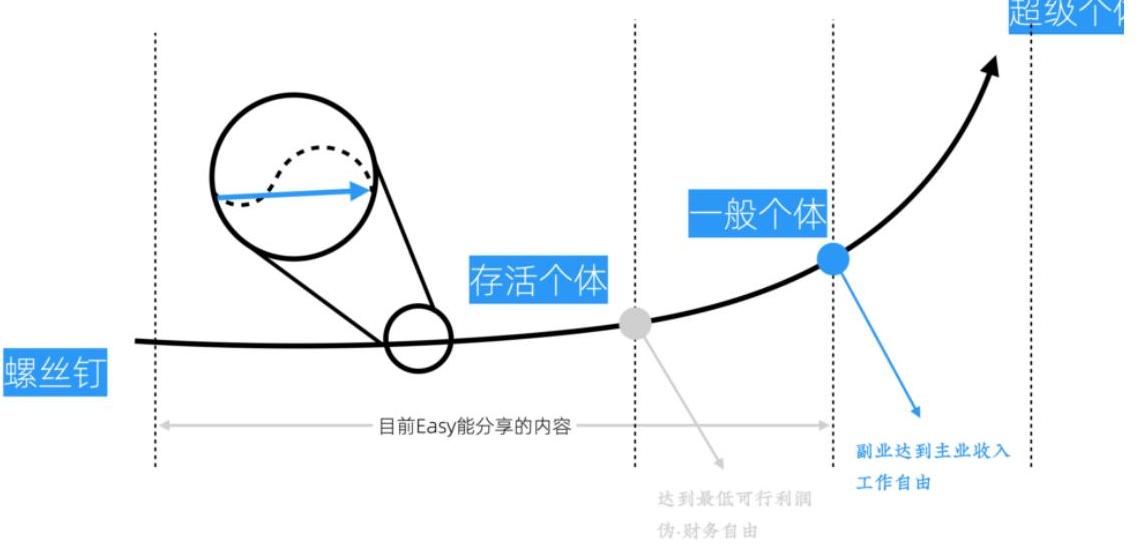 超级个
一般个体
存活个体
螺丝钉
目前Easy能分享的内容
副业达到主业收入
工作自由
达到最低可行利润
伪·财务自由